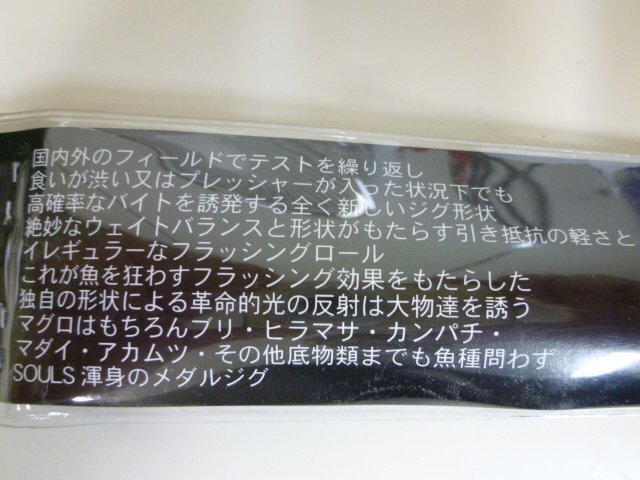 国内外のフィールドでテストを繰り返し
食いが渋い又はプレッシャーが入った状況下でも
高確率なバイトを誘発する全く新しいジグ形状
絶妙なウェイトバランスと形状がもたらす引き抵抗の軽さと
イレギュラーなフラッシングロール
これが魚を狂わすフラッシング効果をもたらした
独自の形状による革命的光の反射は大物達を誘う
マグロはもちろんブリ・ヒラマサ・カンパチ・
マダイ・アカムツ・その他底物類までも魚種問わず
SOULS 渾身のメダルジグ